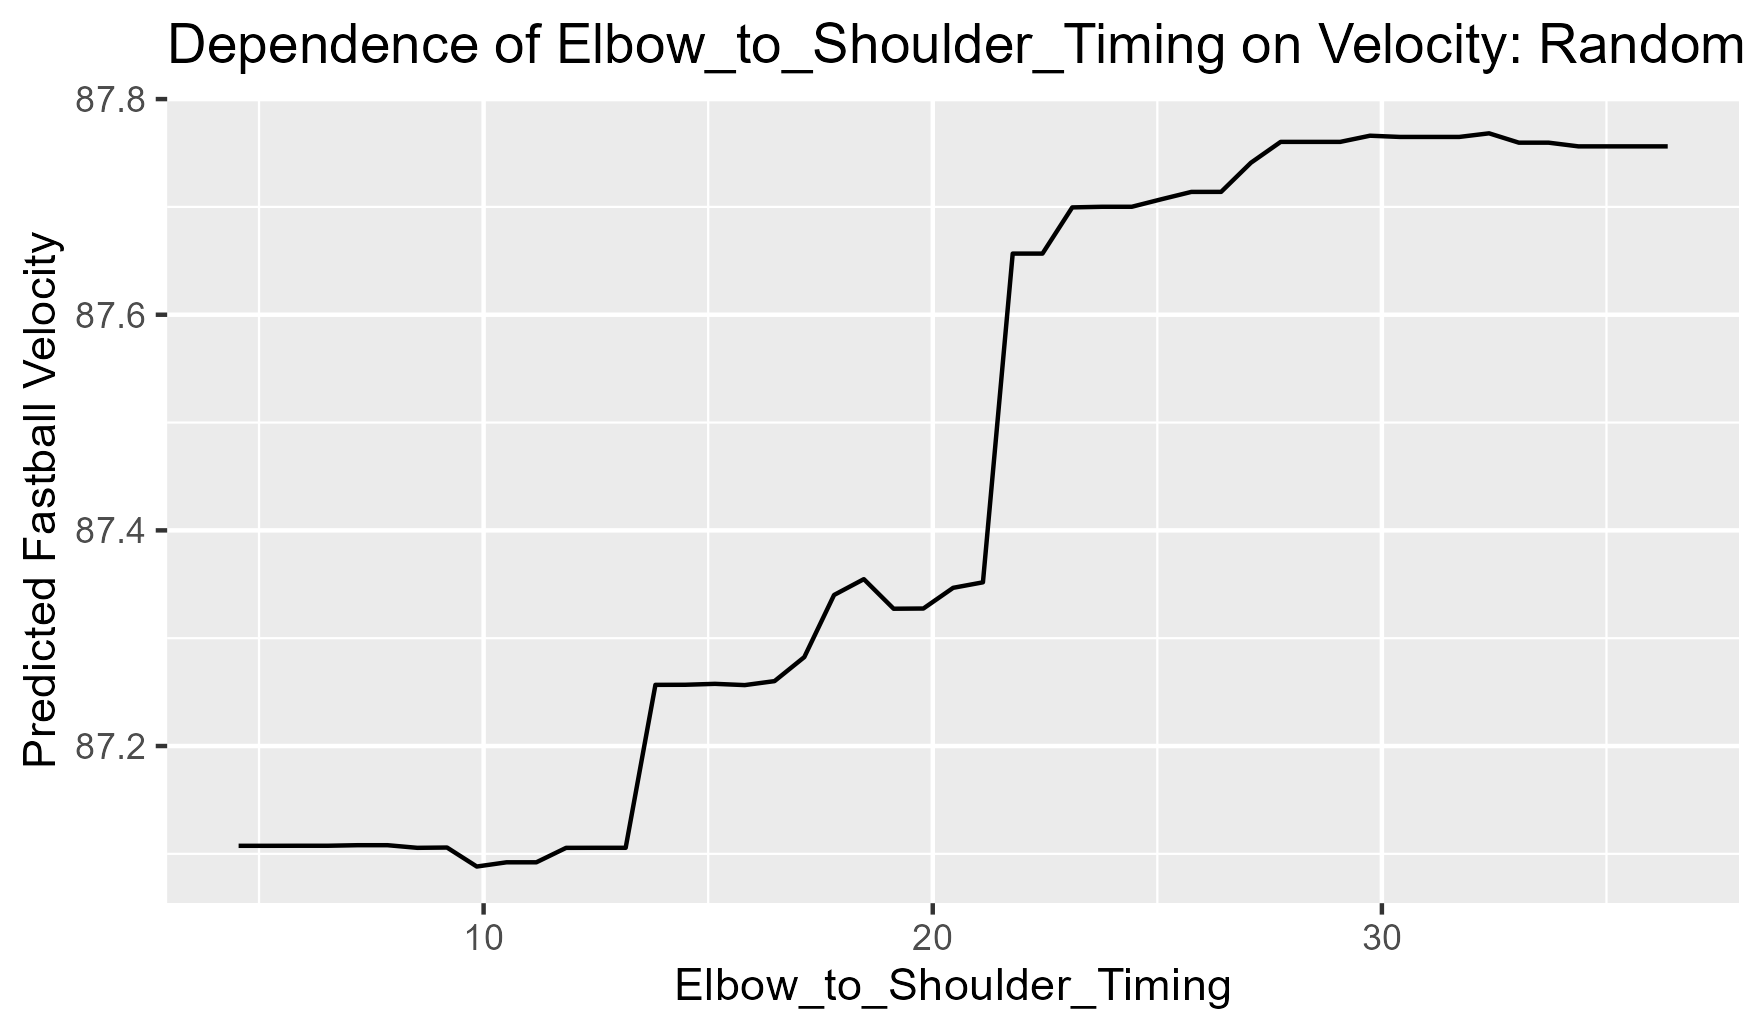 Dependence of Elbow_to_Shoulder_Timing on Velocity: Random
87.8
87.6
87.4
87.2
Predicted Fastball Velocity
10 20 30
Elbow_to_Shoulder_Timing